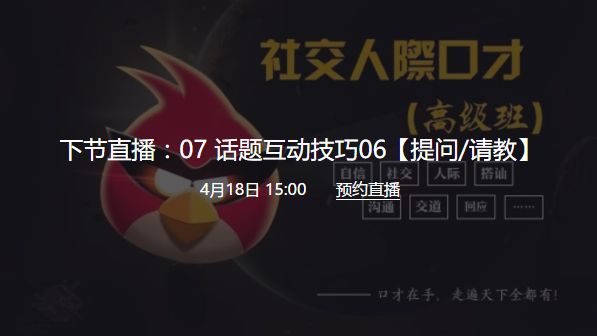 社交人際口才
(高级班)
下节直播：07 话题互动技巧06【提问/请教】
自信 社交 人际 搭讪
4月18日 15:00 预约直播
沟通 交道 回应 ……
口才在手，走遍天下全都有!